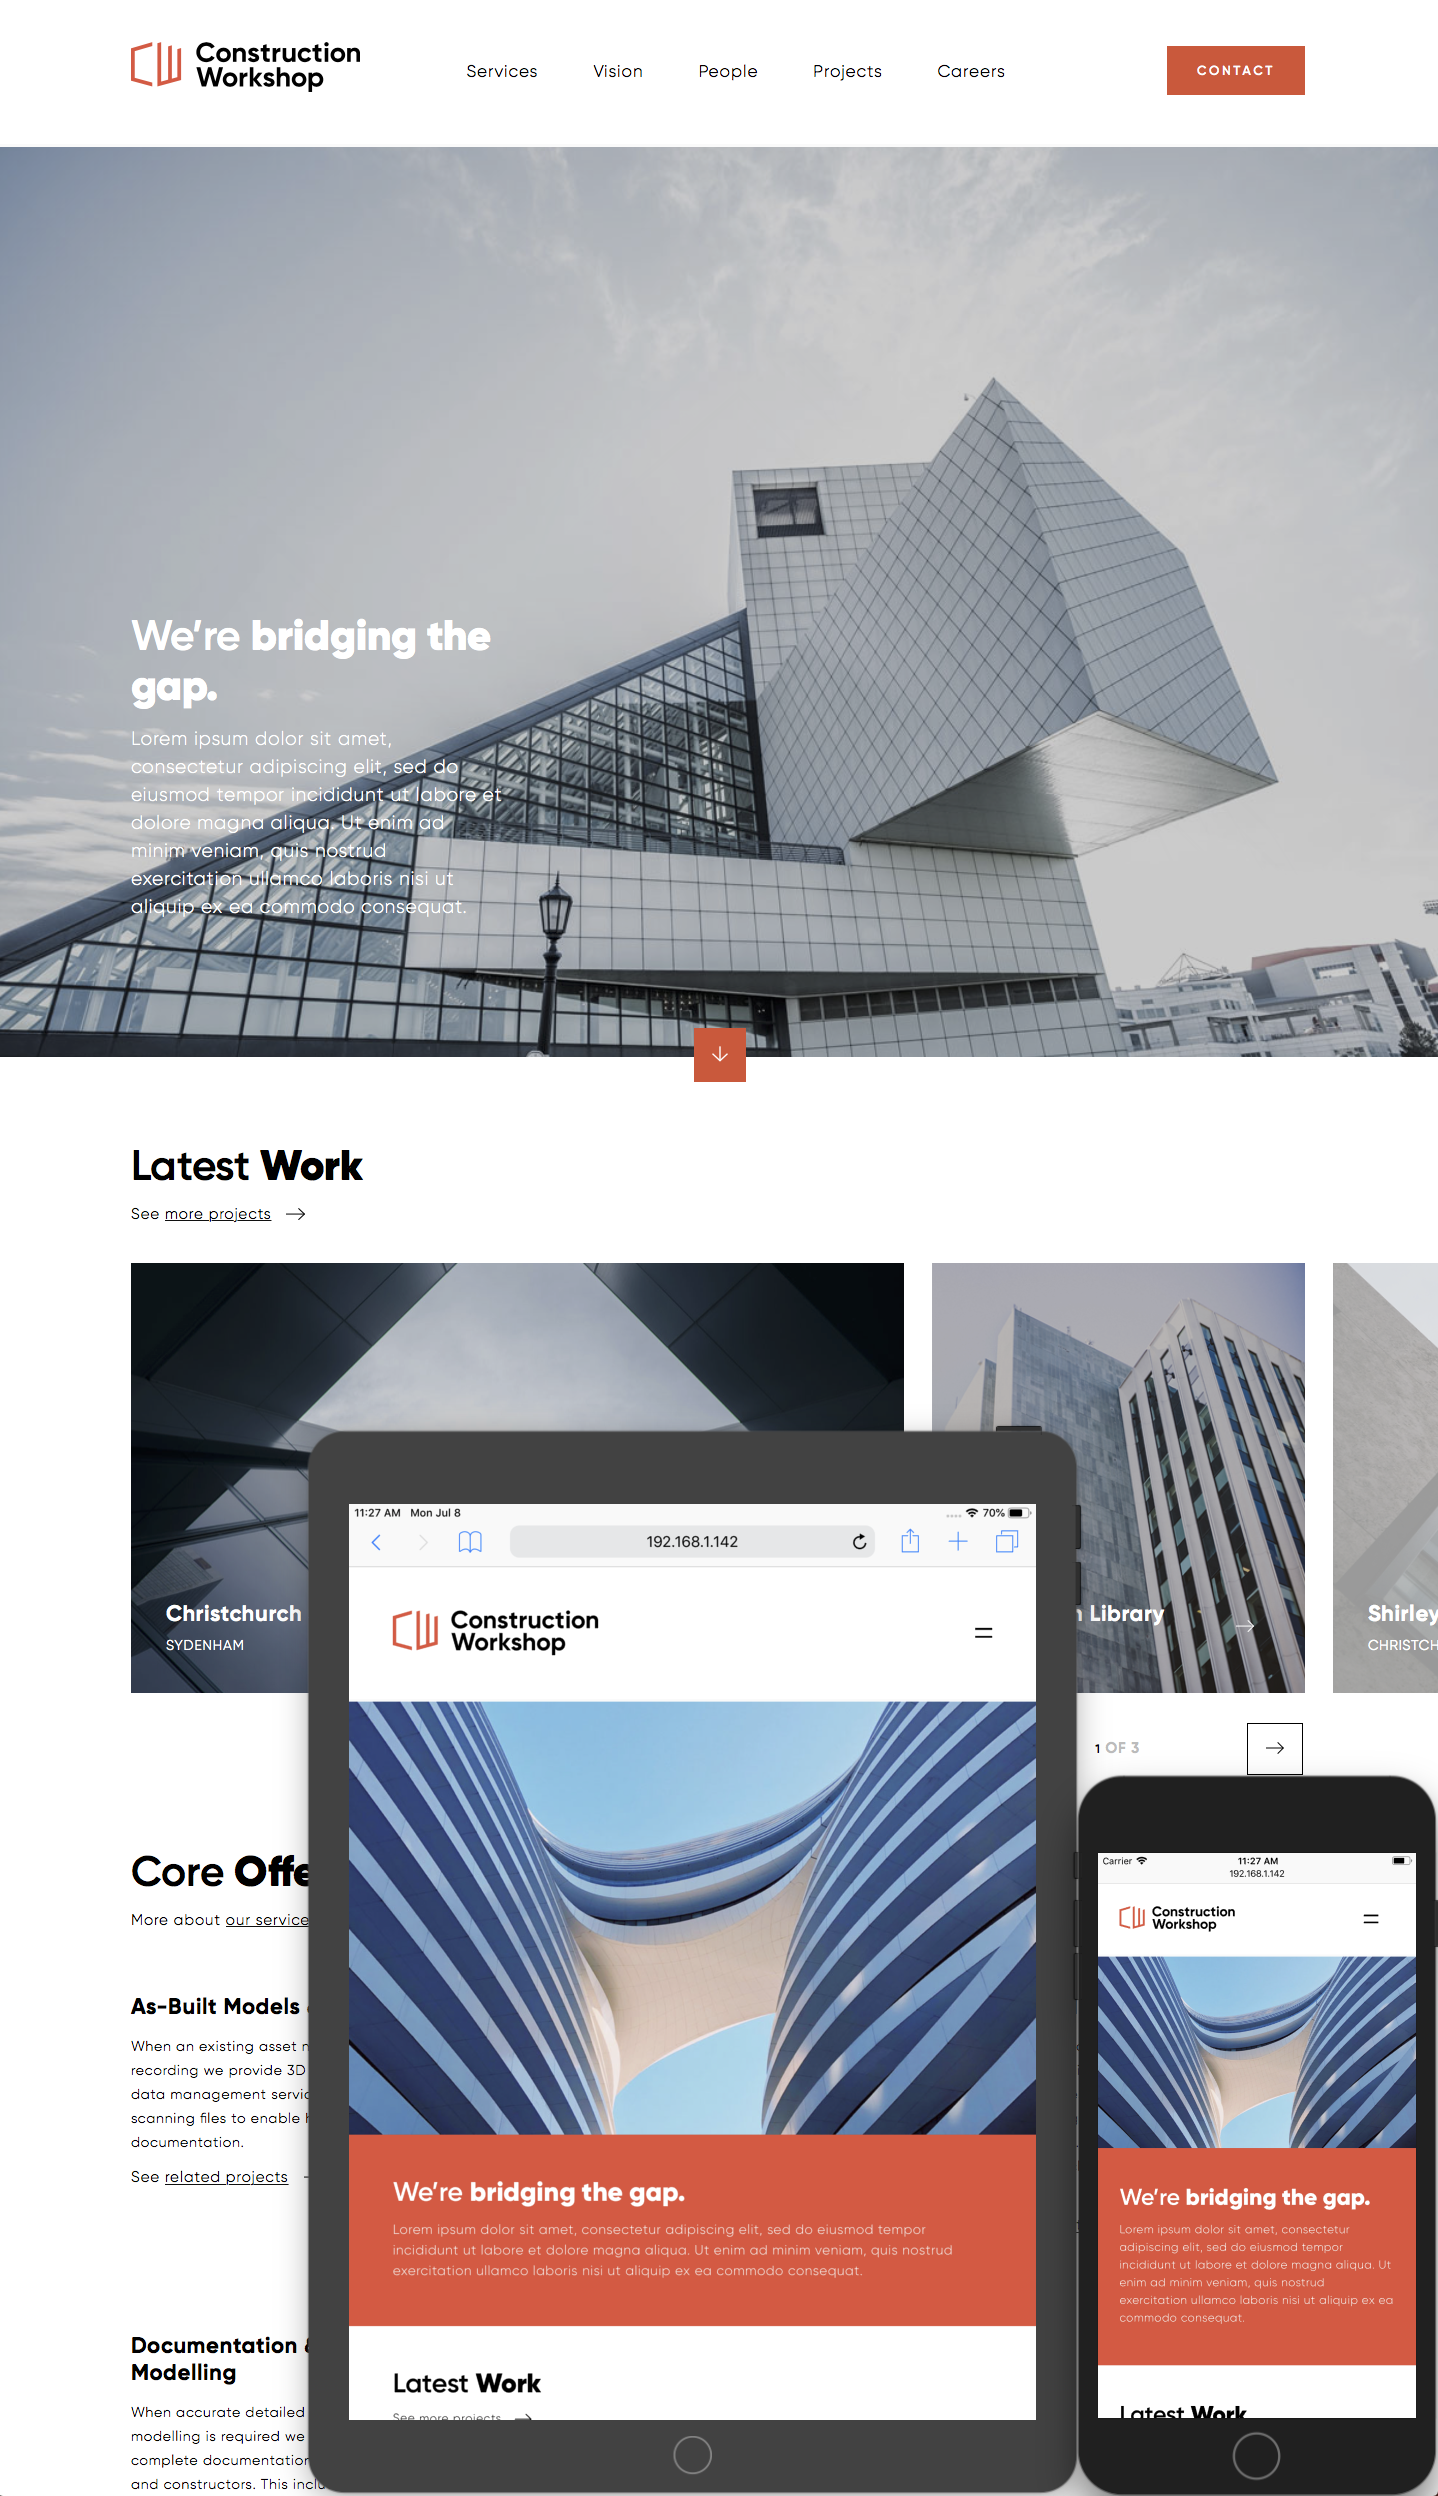 Construction
Workshop
Services
Vision
People
Projects
Careers
CONTACT
We're bridging the
gap.
Lorem ipsum dolor sit amet,
consectetur adipiscing elit, sed do
eiusmod tempor incididunt ut labore et
dolore magna aliqua. Ut enim ad
minim veniam, quis nostrud
exercitation ullamco laboris nisi ut
aliquip ex ea commodo consequat.
Latest Work
See more projects
Christchurch
SYDENHAM
Library
Shirley
1 OF 3
Core
More about our service
As-Built Models
When an existing asset
recording we provide 3D
data management
scanning files to enable
documentation.
See related projects
Documentation &
Modelling
When accurate detailed
modelling is required we
complete
and constructors. This
11:27 AM Mon Jul 8
70%
192.168.1.142
Construction
Workshop
We're bridging the gap.
Lorem ipsum dolor sit amet, consectetur adipiscing elit, sed do eiusmod tempor
incididunt ut labore et dolore magna aliqua. Ut enim ad minim veniam, quis nostrud
exercitation ullamco laboris nisi ut aliquip ex ea commodo consequat.
Latest Work
See more projects
Carrier
11:27 AM
192.168.1.142
Construction
Workshop
We're bridging the gap.
Lorem ipsum dolor sit amet, consectetur
adipiscing elit, sed do eiusmod tempor
incididunt ut labore et dolore magna aliqua. Ut
enim ad minim veniam, quis nostrud
exercitation ullamco laboris nisi ut aliquip ex ea
commodo consequat.
Latest Work